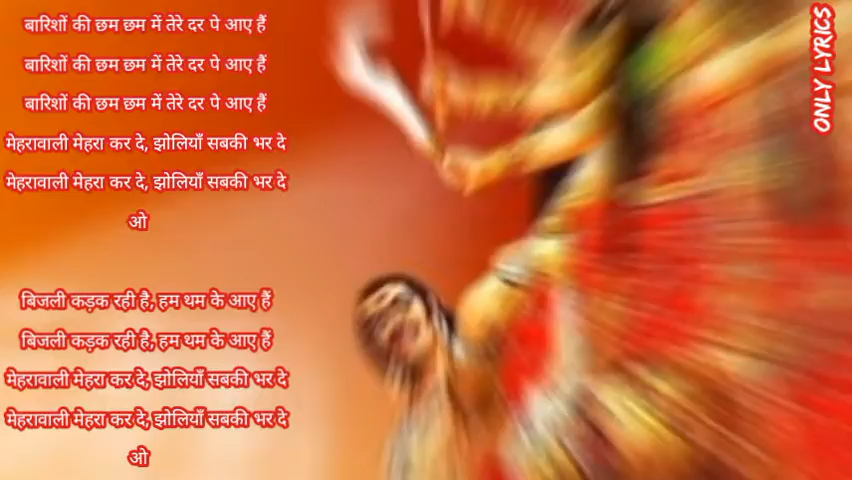 बारिशों की छम छम में तेरे दर पे आए हैं
बारिशों की छम छम में तेरे दर पे आए हैं
बारिशों की छम छम में तेरे दर पे आए हैं
मेहरावाली मेहरा कर दे, झोलियाँ सबकी भर दे
मेहरावाली मेहरा कर दे, झोलियाँ सबकी भर दे
ओ
बिजली कड़क रही है, हम थम के आए हैं
बिजली कड़क रही है, हम थम के आए हैं
मेहरावाली मेहरा कर दे, झोलियाँ सबकी भर दे
मेहरावाली मेहरा कर दे, झोलियाँ सबकी भर दे
ओ
ONLY LYRICS